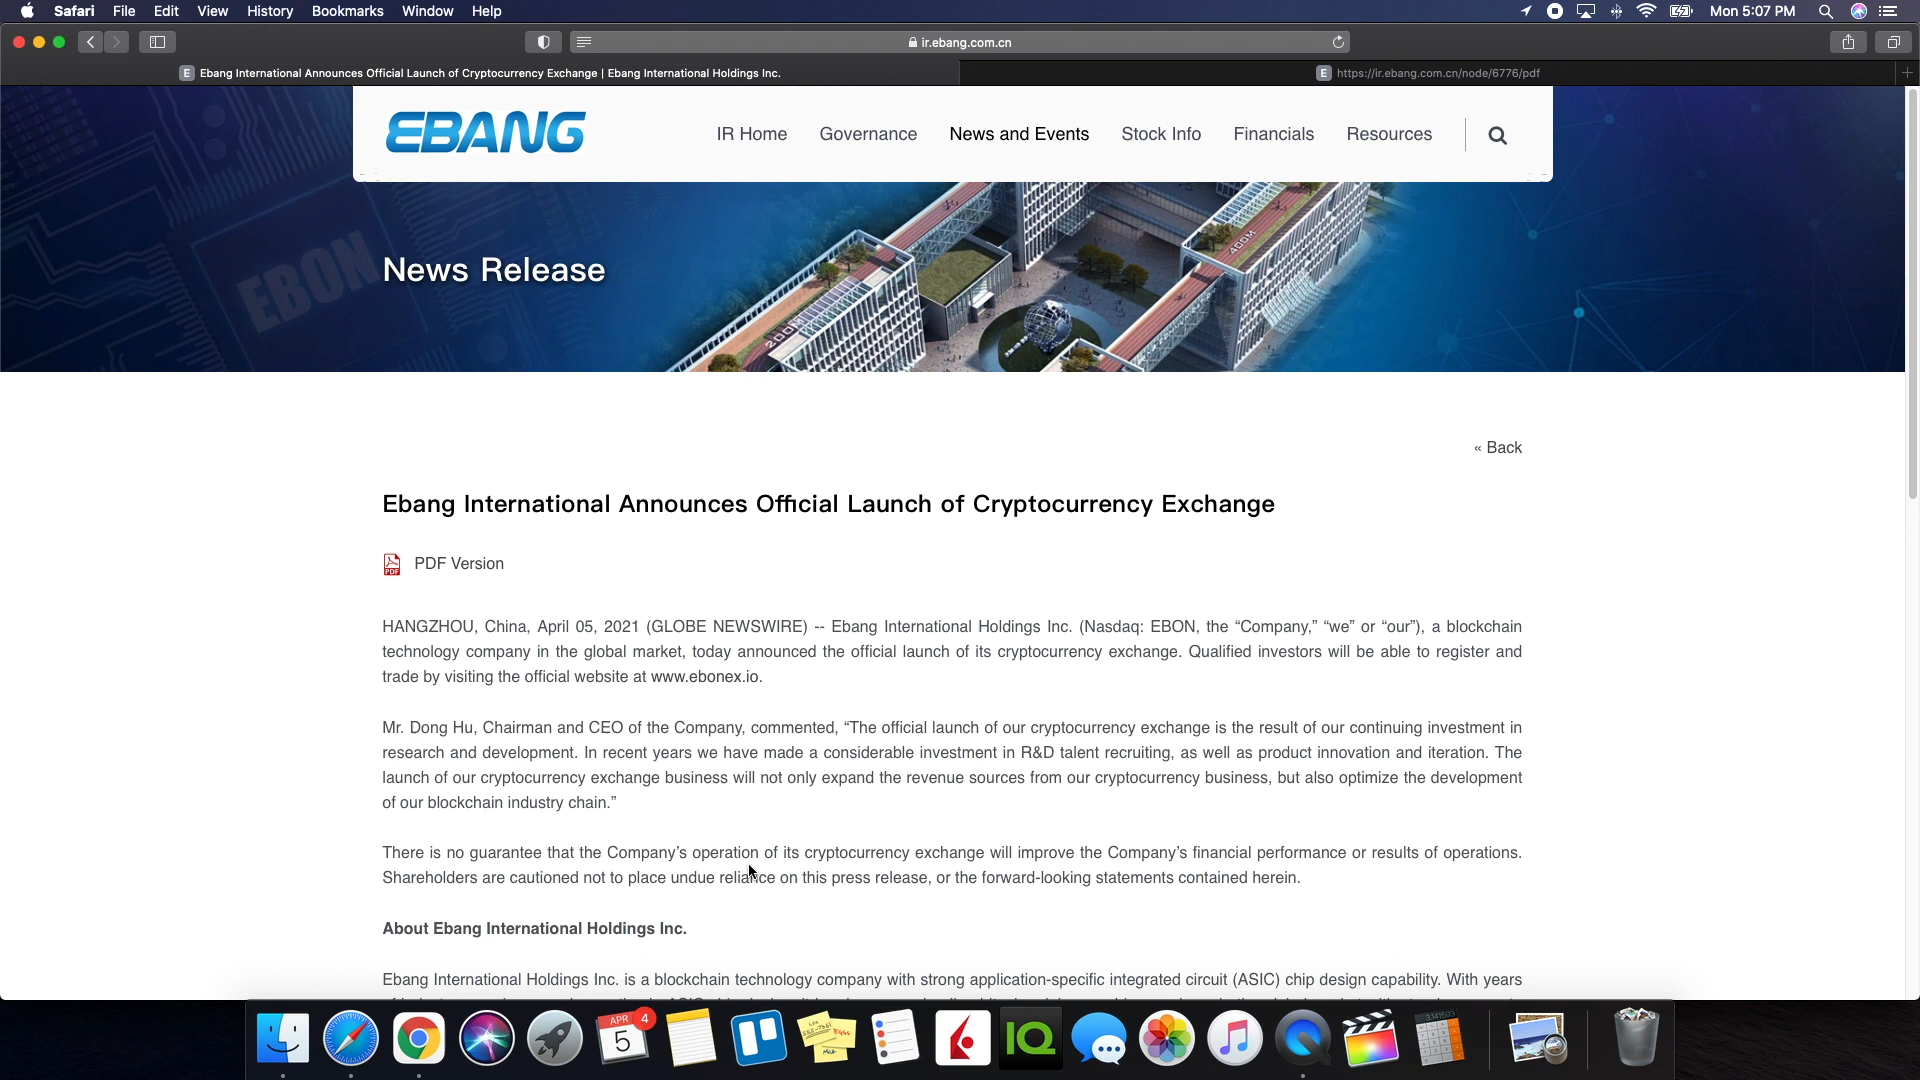 Safari File Edit View History Bookmarks Window Help Mon 5:07 PM
ir.ebang.com.cn
E Ebang International Announces Official Launch of Cryptocurrency Exchange | Ebang International Holdings Inc.
E https://ir.ebang.com.cn/node/6776/pdf
EBANG
IR Home Governance News and Events Stock Info Financials Resources
400M
EBON
News Release
200M
« Back
Ebang International Announces Official Launch of Cryptocurrency Exchange
PDF
PDF Version
HANGZHOU, China, April 05, 2021 (GLOBE NEWSWIRE) -- Ebang International Holdings Inc. (Nasdaq: EBON, the “Company,” “we” or “our”), a blockchain
technology company in the global market, today announced the official launch of its cryptocurrency exchange. Qualified investors will be able to register and
trade by visiting the official website at www.ebonex.io.
Mr. Dong Hu, Chairman and CEO of the Company, commented, “The official launch of our cryptocurrency exchange is the result of our continuing investment in
research and development. In recent years we have made a considerable investment in R&D talent recruiting, as well as product innovation and iteration. The
launch of our cryptocurrency exchange business will not only expand the revenue sources from our cryptocurrency business, but also optimize the development
of our blockchain industry chain.”
There is no guarantee that the Company’s operation of its cryptocurrency exchange will improve the Company’s financial performance or results of operations.
Shareholders are cautioned not to place undue reliance on this press release, or the forward-looking statements contained herein.
About Ebang International Holdings Inc.
Ebang International Holdings Inc. is a blockchain technology company with strong application-specific integrated circuit (ASIC) chip design capability. With years
APR 4
5
IQ